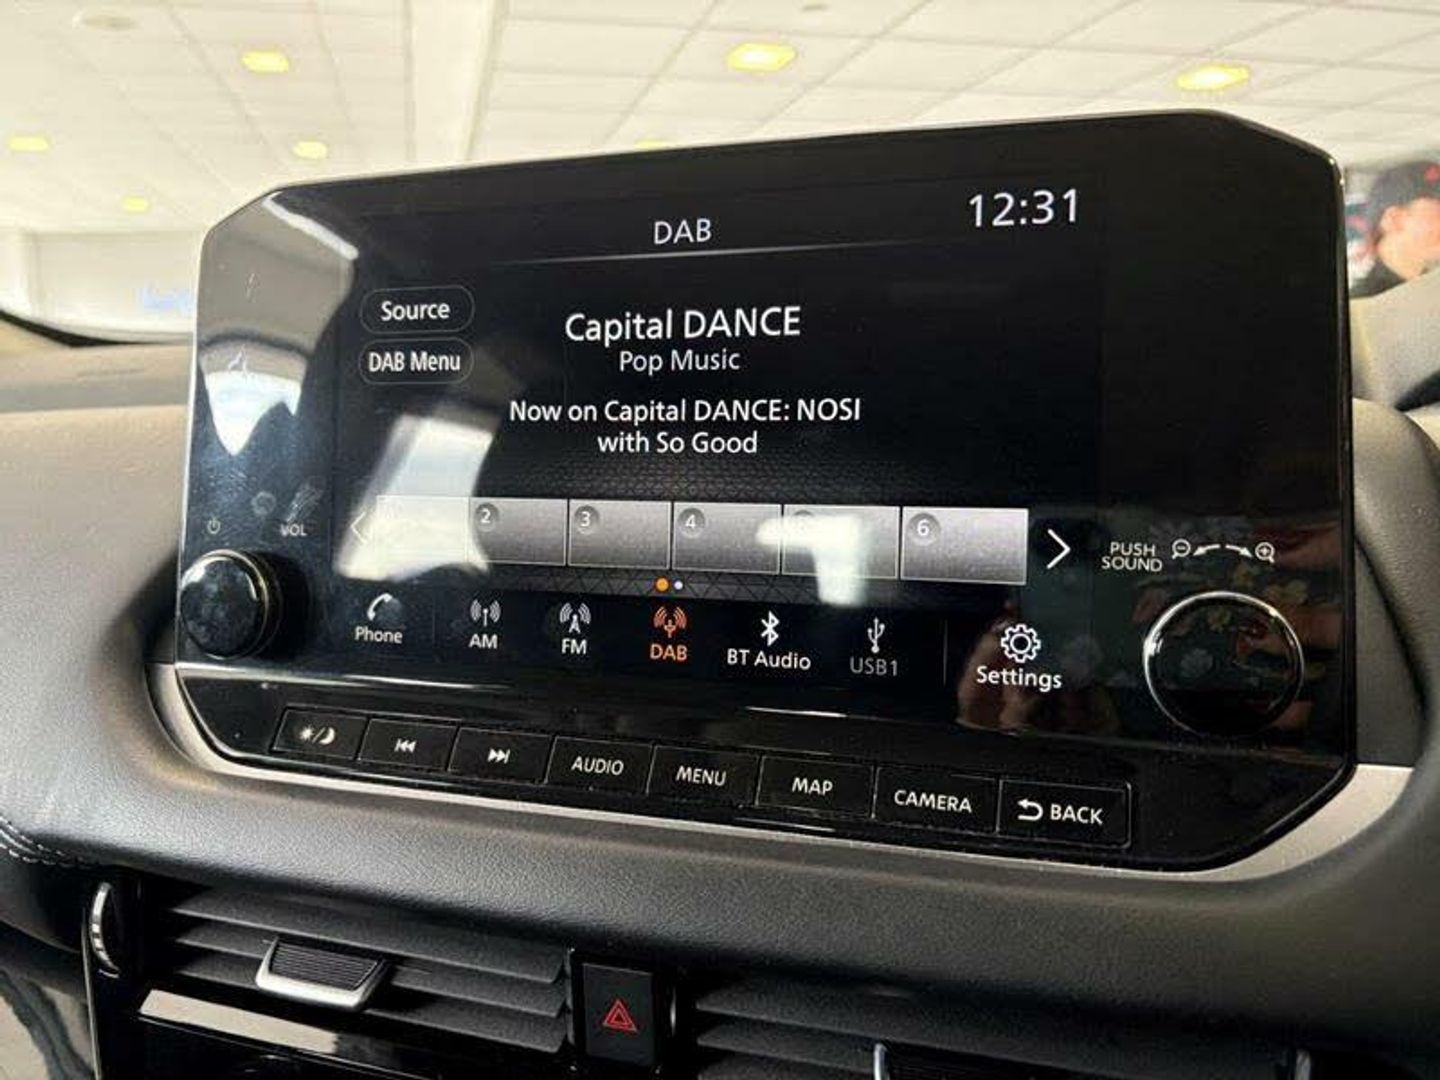 DAB
12:31
Source
DAB Menu
Capital DANCE
Pop Music
Now on Capital DANCE: NOSI
with So Good
VOL
2
3
4
6
PUSH
SOUND
Phone
AM
FM
DAB
BT Audio
USB1
Settings
AUDIO
MENU
MAP
CAMERA
BACK